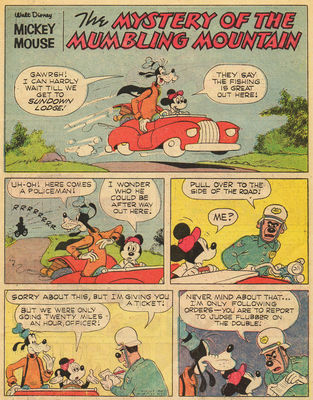 Walt Disney
MICKEY
MOUSE
The MYSTERY OF THE
MUMBLING MOUNTAIN
GAWRSH!
I CAN HARDLY
WAIT TILL WE
GET TO
SUNDOWN
LODGE!
THEY SAY
THE FISHING
IS GREAT
OUT HERE!
UH-OH! HERE COMES
A POLICEMAN!
RRRRRRRR
I WONDER
WHO HE
COULD BE
AFTER WAY
OUT HERE!
PULL OVER TO THE
SIDE OF THE ROAD!
ME?
SORRY ABOUT THIS, BUT I'M GIVING YOU
A TICKET!
BUT WE WERE ONLY
GOING TWENTY MILES
AN HOUR, OFFICER!
NEVER MIND ABOUT THAT...
I'M ONLY FOLLOWING
ORDERS—YOU ARE TO REPORT
TO JUDGE FLUBBER ON
THE DOUBLE!